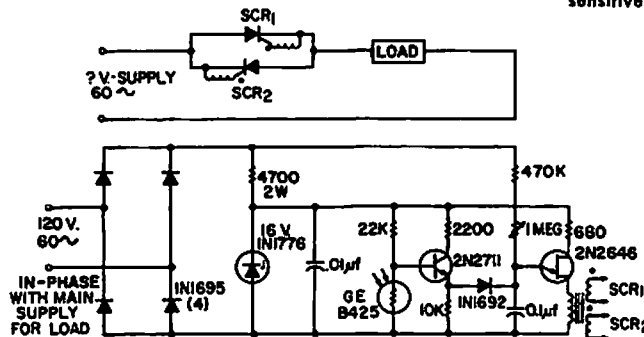 sensitive
SCR1
? V.-SUPPLY
60 ~
LOAD
SCR2
4700
2W
470K
120 V.
60 ~
16 V.
1N1776
.01µf
22K
2200
1 MEG
680
2N2646
2N2711
IN-PHASE
WITH MAIN
SUPPLY
FOR LOAD
1N1695
(4)
GE
B425
10K
1N1692
0.1µf
SCR1
SCR2